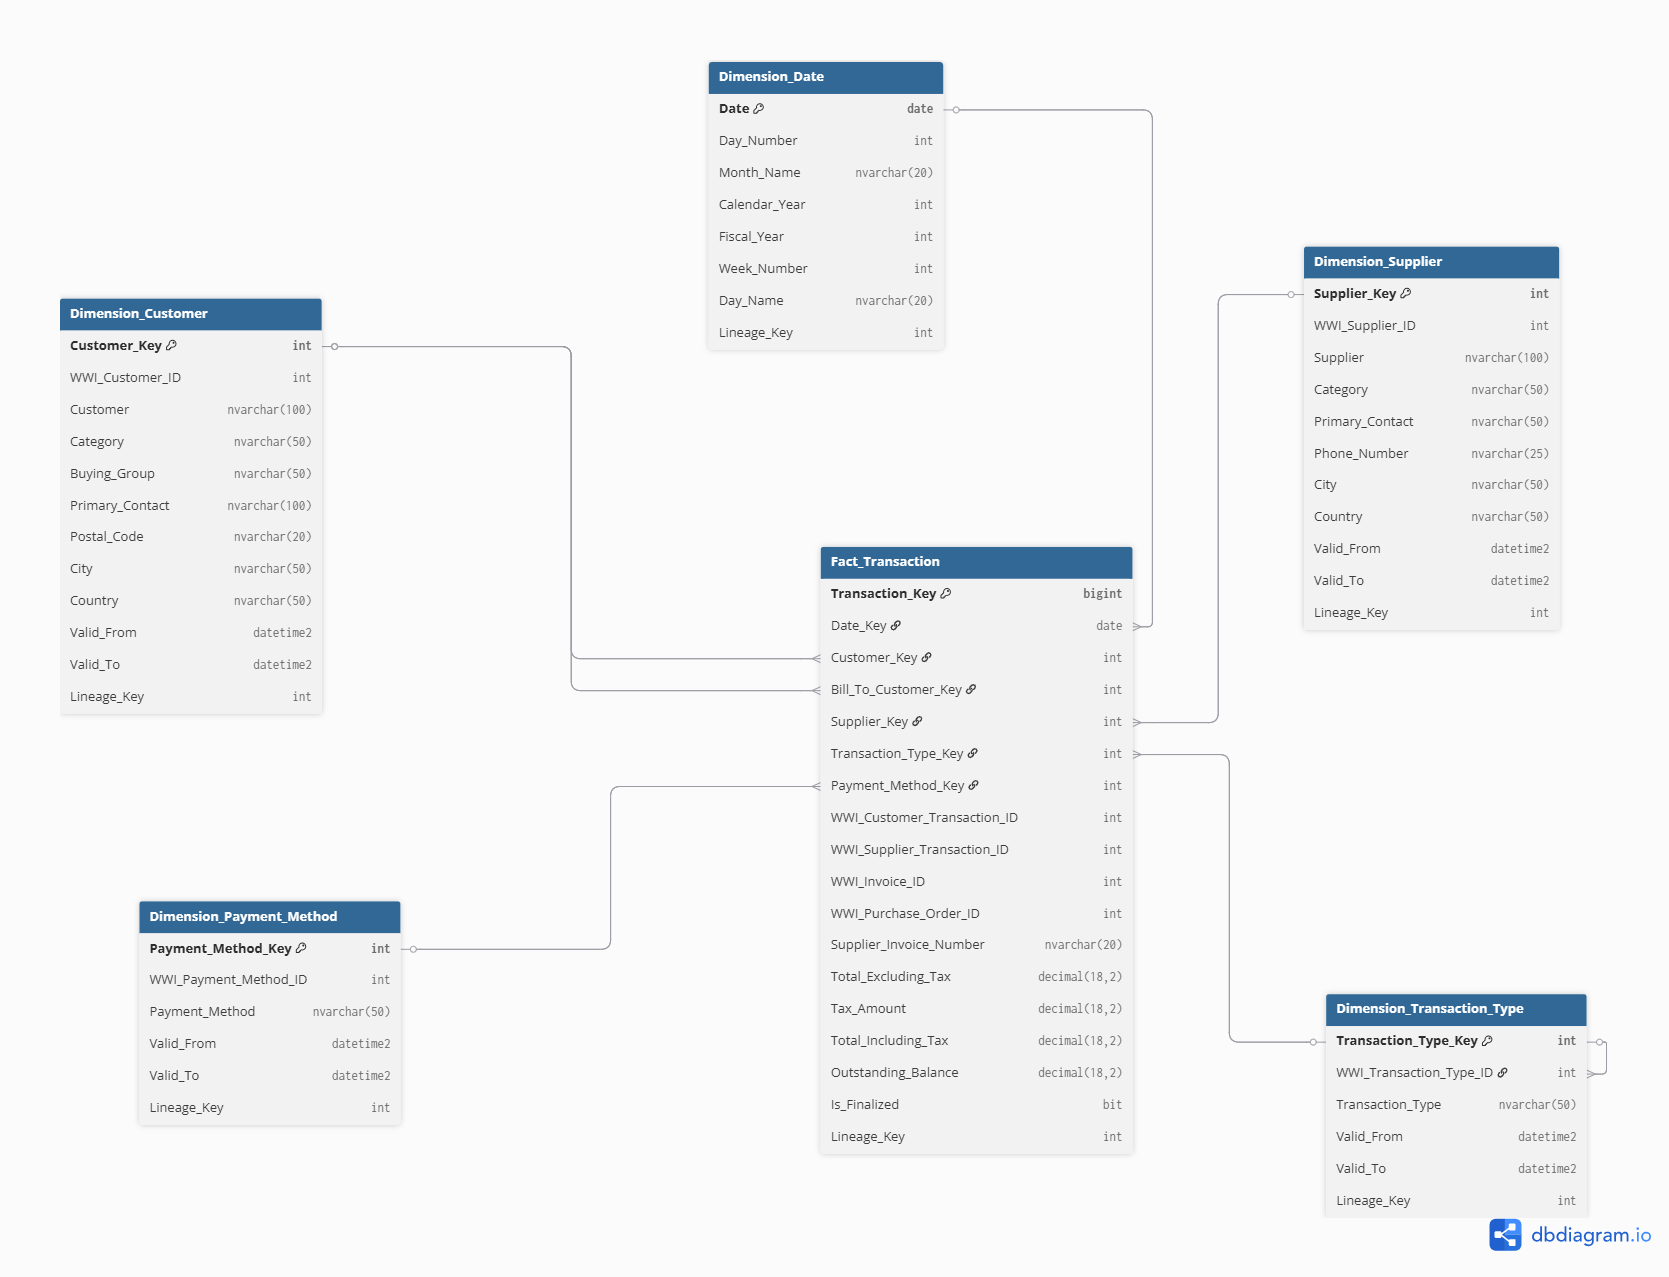 Dimension_Date
Date date
Day_Number int
Month_Name nvarchar(20)
Calendar_Year int
Fiscal_Year int
Week_Number int
Day_Name nvarchar(20)
Lineage_Key int
Dimension_Supplier
Supplier_Key int
WWI_Supplier_ID int
Supplier nvarchar(100)
Category nvarchar(50)
Primary_Contact nvarchar(50)
Phone_Number nvarchar(25)
City nvarchar(50)
Country nvarchar(50)
Valid_From datetime2
Valid_To datetime2
Lineage_Key int
Dimension_Customer
Customer_Key int
WWI_Customer_ID int
Customer nvarchar(100)
Category nvarchar(50)
Buying_Group nvarchar(50)
Primary_Contact nvarchar(100)
Postal_Code nvarchar(20)
City nvarchar(50)
Country nvarchar(50)
Valid_From datetime2
Valid_To datetime2
Lineage_Key int
Fact_Transaction
Transaction_Key bigint
Date_Key date
Customer_Key int
Bill_To_Customer_Key int
Supplier_Key int
Transaction_Type_Key int
Payment_Method_Key int
WWI_Customer_Transaction_ID int
WWI_Supplier_Transaction_ID int
WWI_Invoice_ID int
WWI_Purchase_Order_ID int
Supplier_Invoice_Number nvarchar(20)
Total_Excluding_Tax decimal(18,2)
Tax_Amount decimal(18,2)
Total_Including_Tax decimal(18,2)
Outstanding_Balance decimal(18,2)
Is_Finalized bit
Lineage_Key int
Dimension_Payment_Method
Payment_Method_Key int
WWI_Payment_Method_ID int
Payment_Method nvarchar(50)
Valid_From datetime2
Valid_To datetime2
Lineage_Key int
Dimension_Transaction_Type
Transaction_Type_Key int
WWI_Transaction_Type_ID int
Transaction_Type nvarchar(50)
Valid_From datetime2
Valid_To datetime2
Lineage_Key int
dbdiagram.io